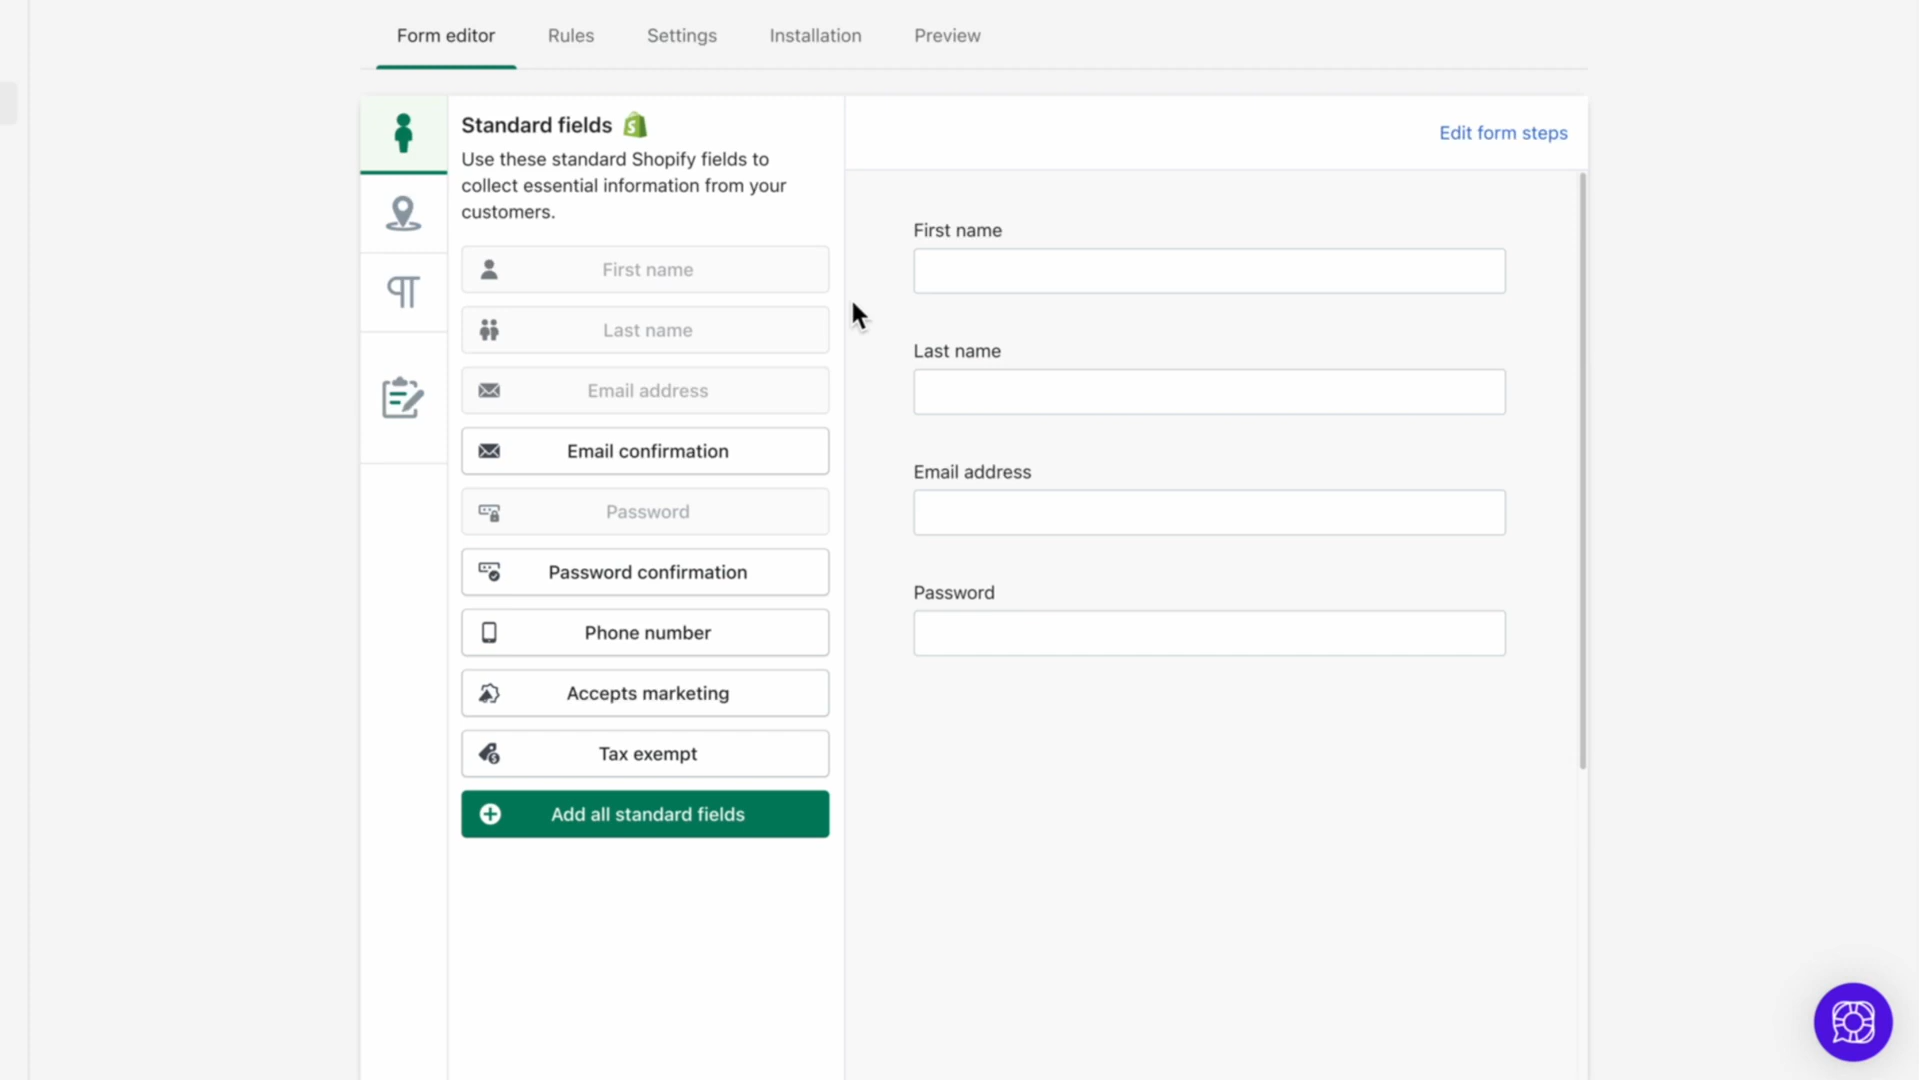 Form editor
Rules
Settings
Installation
Preview
Standard fields
Use these standard Shopify fields to
collect essential information from your
customers.
First name
Last name
Email address
Email confirmation
Password
Password confirmation
Phone number
Accepts marketing
Tax exempt
Add all standard fields
Edit form steps
First name
Last name
Email address
Password